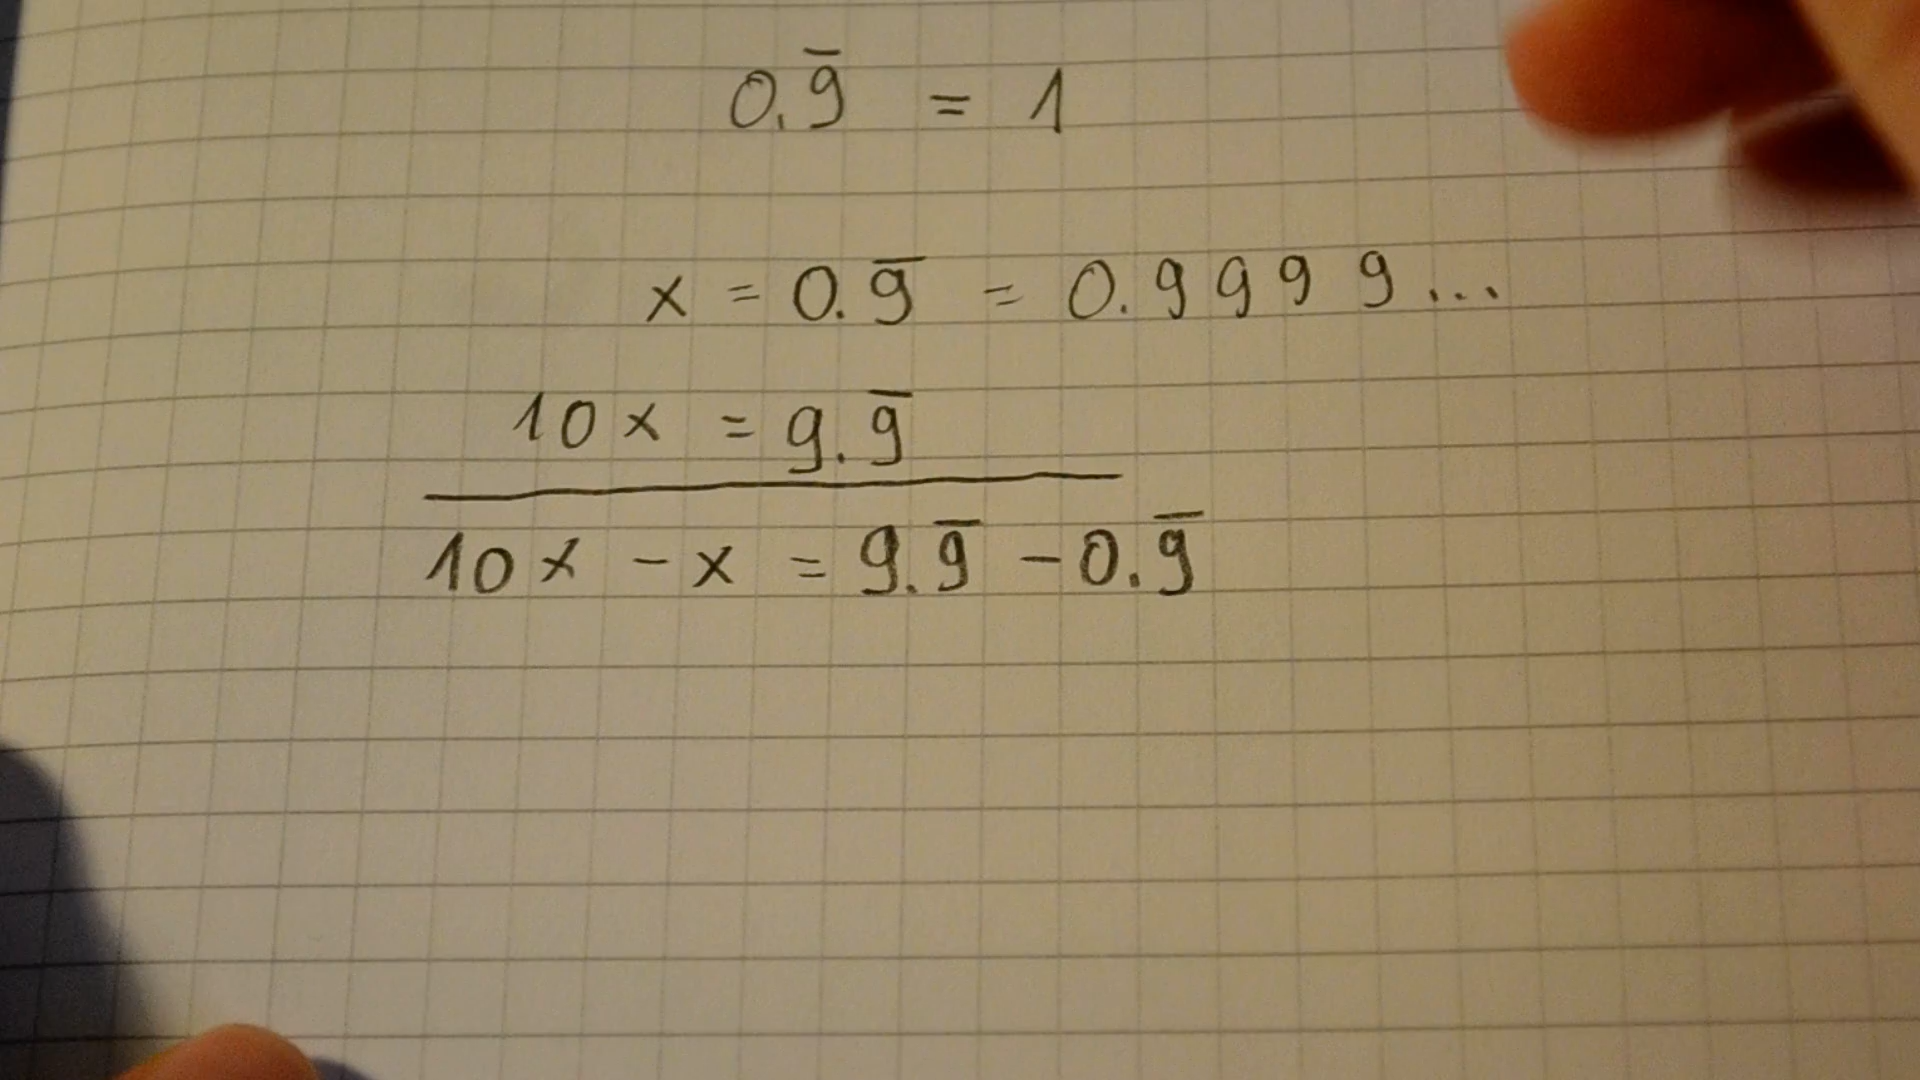 0.9̅ = 1
x = 0.9̅ = 0.9999...
10x = 9.9̅
10x - x = 9.9̅ - 0.9̅